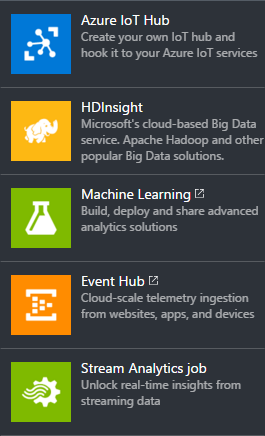 Azure IoT Hub
Create your own IoT hub and
hook it to your Azure IoT services
HDInsight
Microsoft's cloud-based Big Data
service. Apache Hadoop and other
popular Big Data solutions.
Machine Learning
Build, deploy and share advanced
analytics solutions
Event Hub
Cloud-scale telemetry ingestion
from websites, apps, and devices
Stream Analytics job
Unlock real-time insights from
streaming data